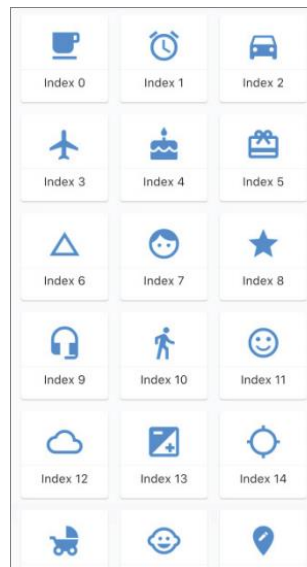 Index 0 Index 1 Index 2
Index 3 Index 4 Index 5
Index 6 Index 7 Index 8
Index 9 Index 10 Index 11
Index 12 Index 13 Index 14